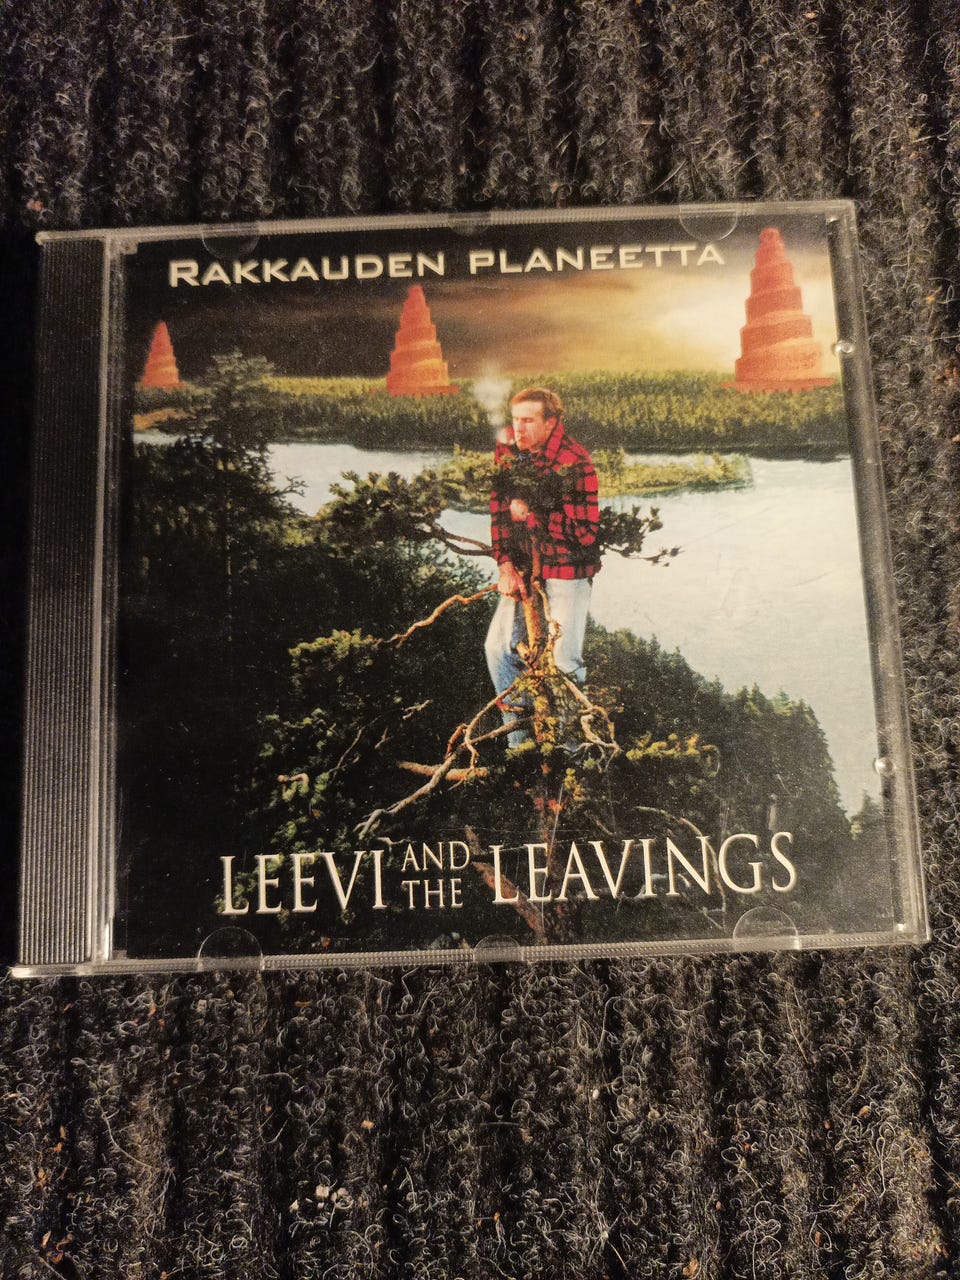 RAKKAUDEN PLANEETTA
LEEVI AND THE LEAVINGS